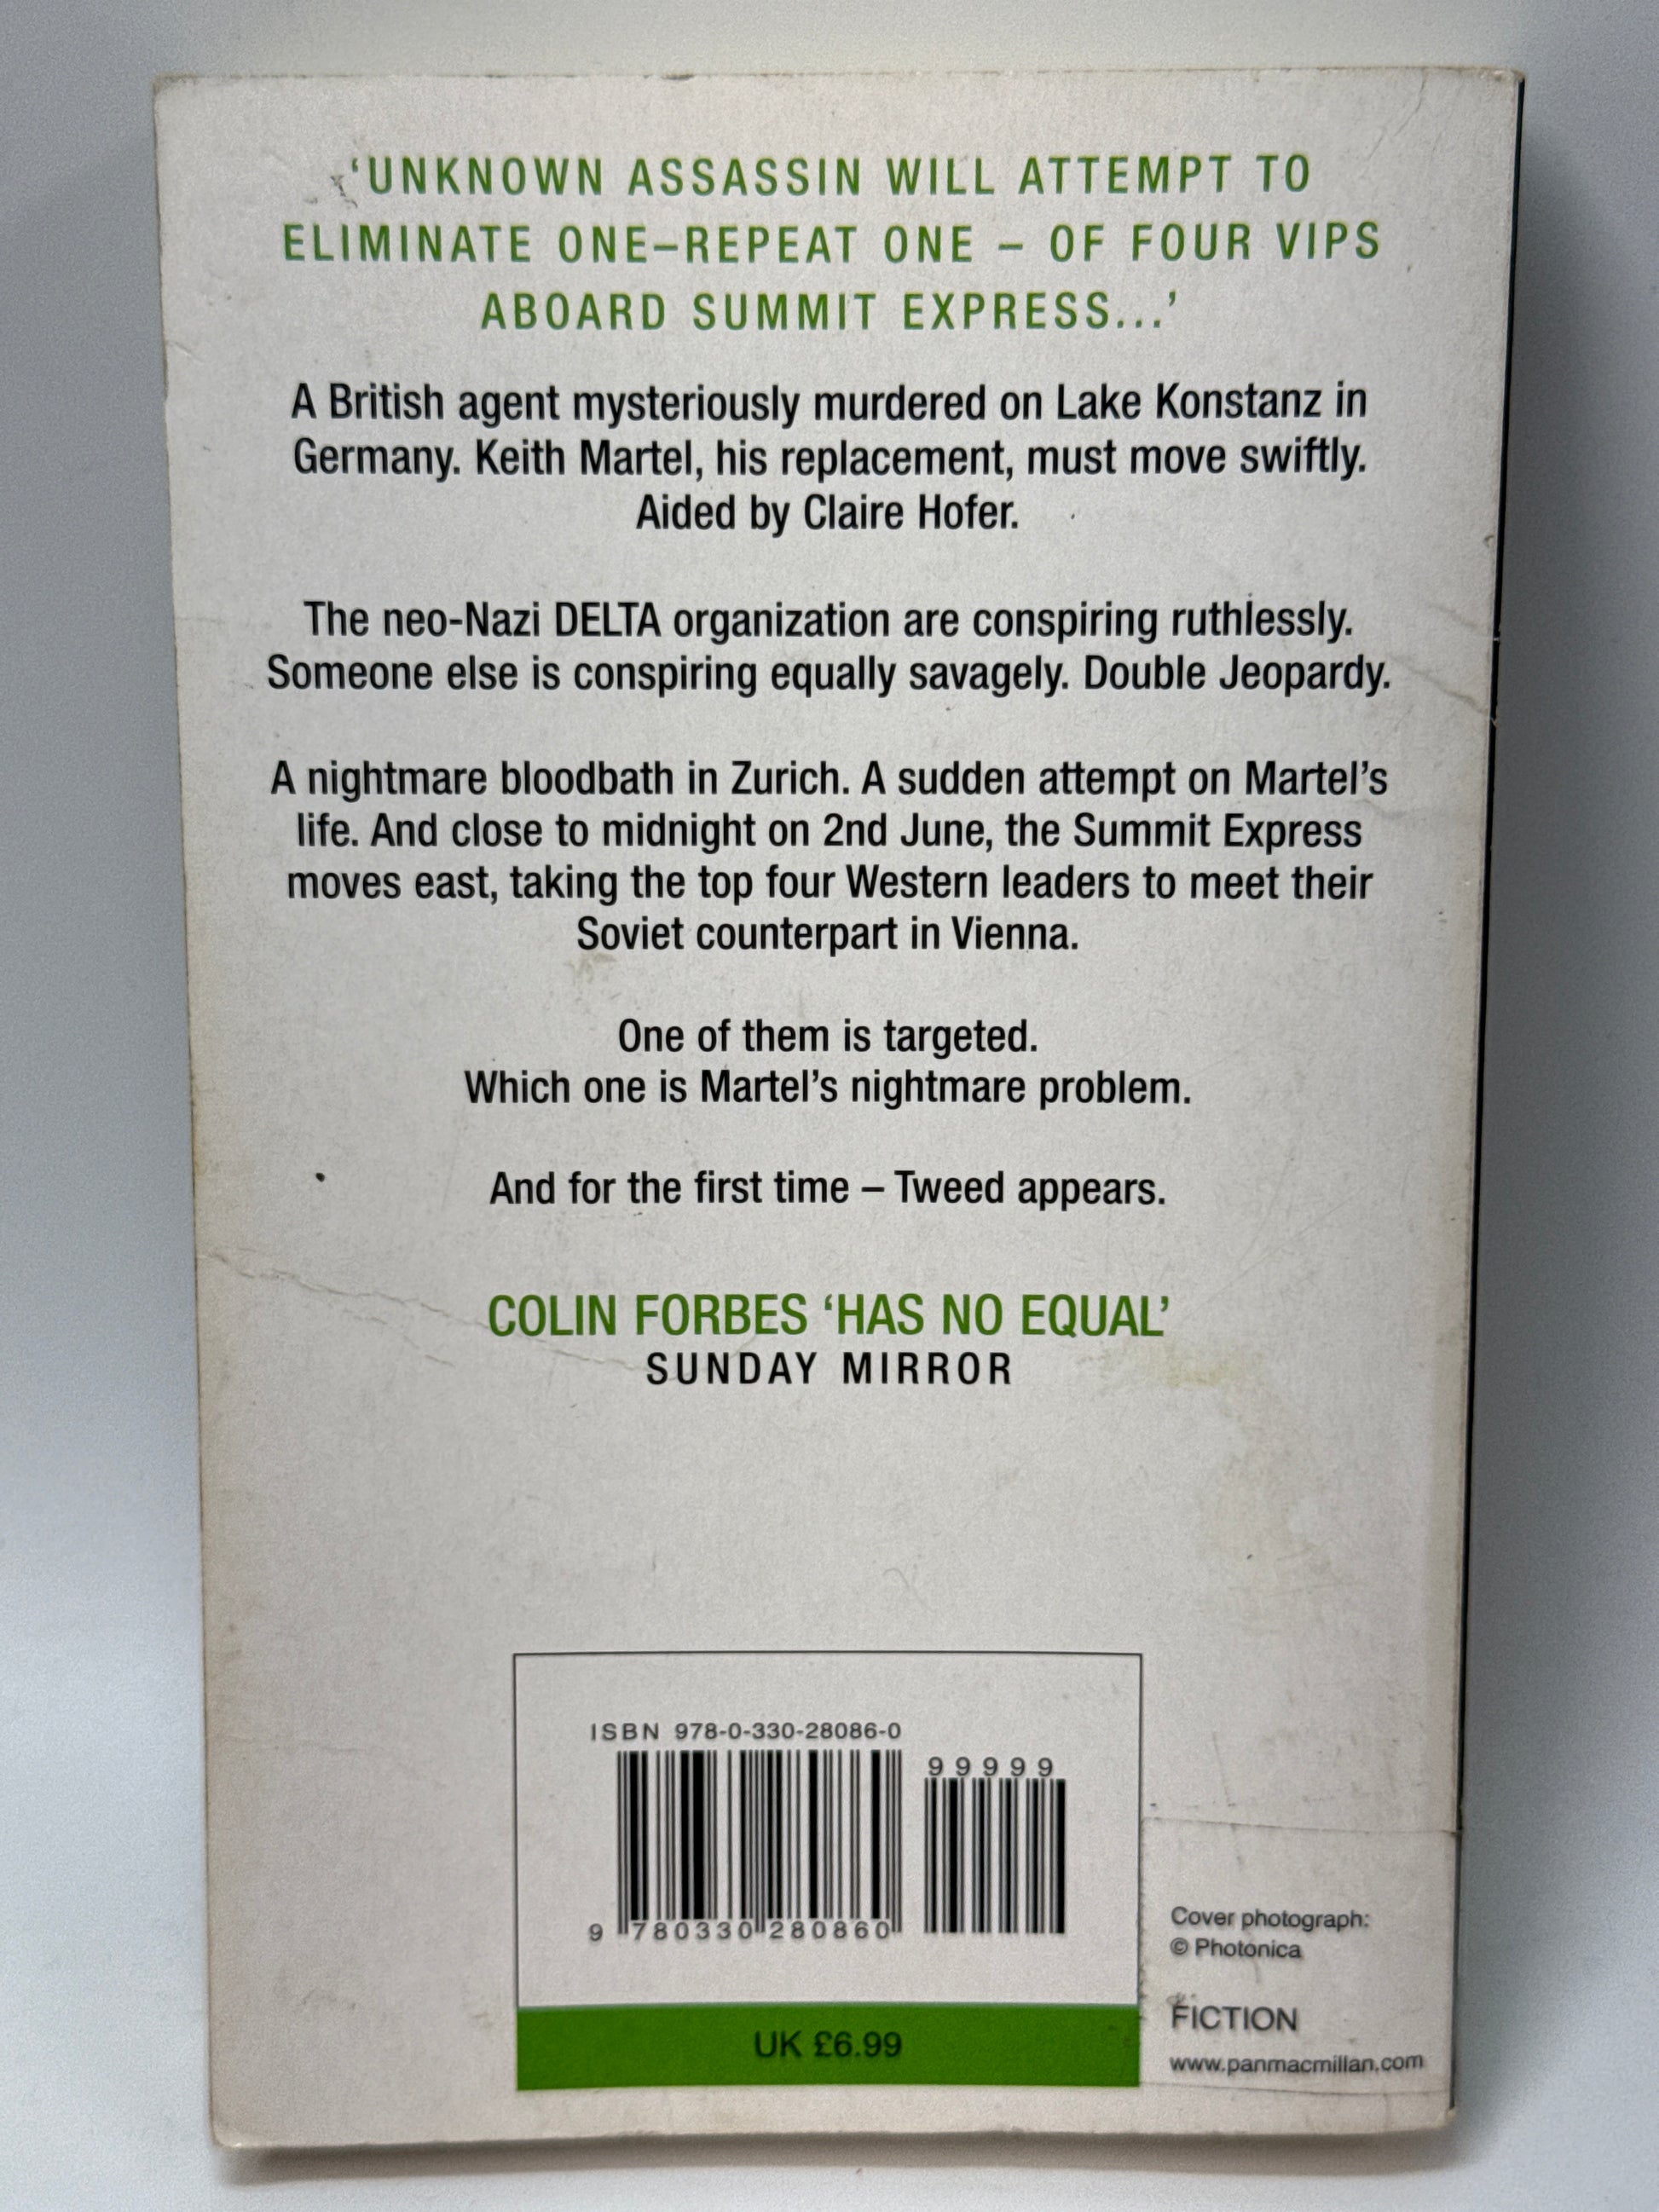 ‘UNKNOWN ASSASSIN WILL ATTEMPT TO
ELIMINATE ONE–REPEAT ONE – OF FOUR VIPS
ABOARD SUMMIT EXPRESS...’
A British agent mysteriously murdered on Lake Konstanz in
Germany. Keith Martel, his replacement, must move swiftly.
Aided by Claire Hofer.
The neo-Nazi DELTA organization are conspiring ruthlessly.
Someone else is conspiring equally savagely. Double Jeopardy.
A nightmare bloodbath in Zurich. A sudden attempt on Martel’s
life. And close to midnight on 2nd June, the Summit Express
moves east, taking the top four Western leaders to meet their
Soviet counterpart in Vienna.
One of them is targeted.
Which one is Martel’s nightmare problem.
And for the first time – Tweed appears.
COLIN FORBES ‘HAS NO EQUAL’
SUNDAY MIRROR
ISBN 978-0-330-28086-0
99999
9 780330 280860
UK £6.99
Cover photograph:
© Photonica
FICTION
www.panmacmillan.com